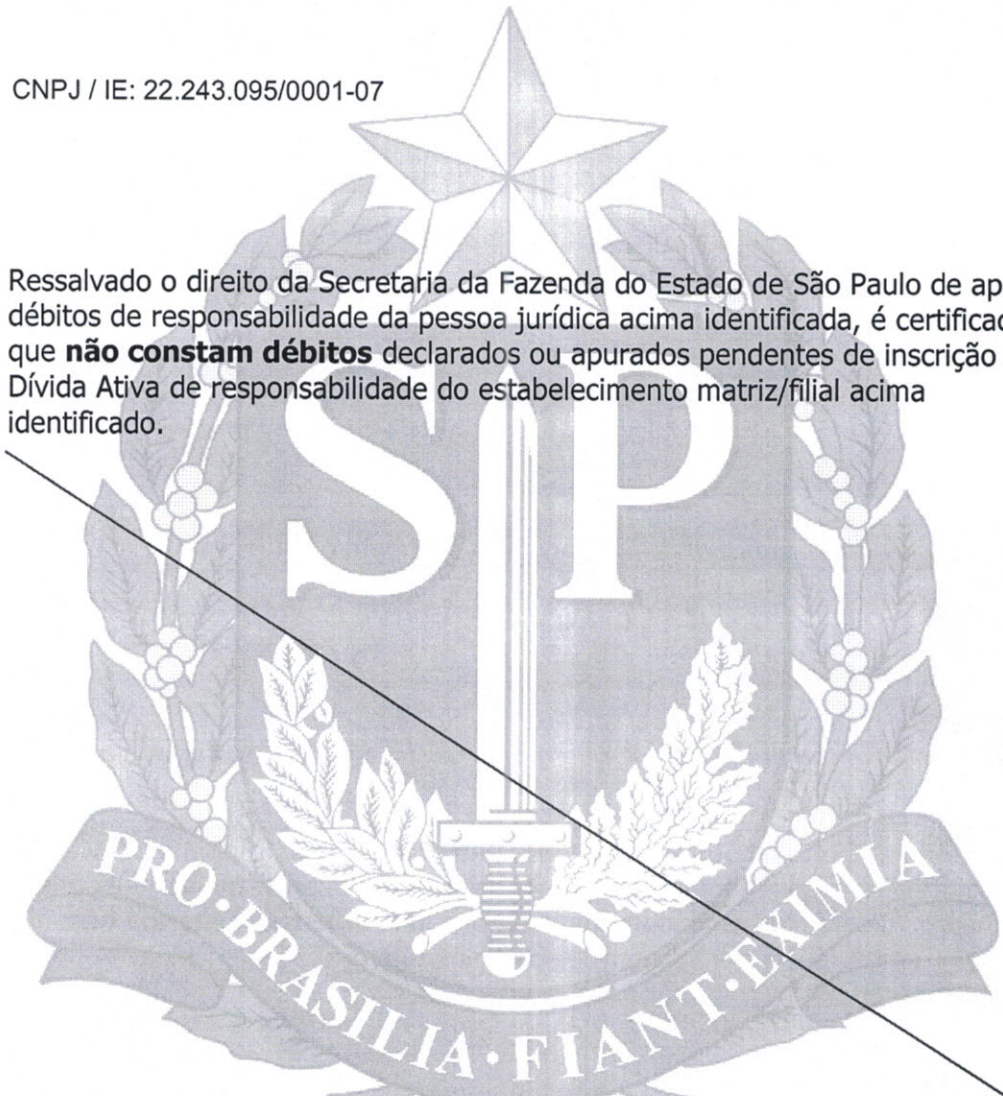 CNPJ / IE: 22.243.095/0001-07
Ressalvado o direito da Secretaria da Fazenda do Estado de São Paulo de ap
débitos de responsabilidade da pessoa jurídica acima identificada, é certifica
que não constam débitos declarados ou apurados pendentes de inscrição
Dívida Ativa de responsabilidade do estabelecimento matriz/filial acima
identificado.
SP
PRO·BRASILIA·FIANT·EXIMIA